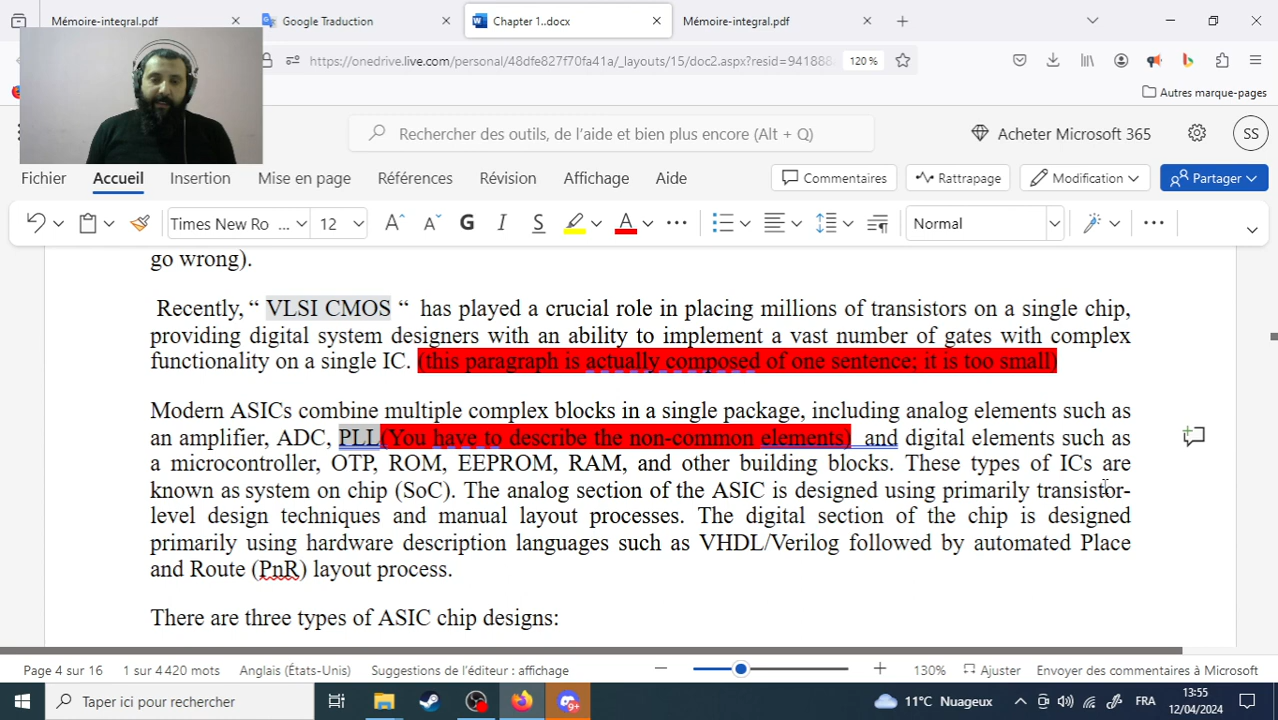 Mémoire-integral.pdf
Google Traduction
Chapter 1..docx
Mémoire-integral.pdf
https://onedrive.live.com/personal/48dfe827f70fa41a/_layouts/15/doc2.aspx?resid=941888
120 %
Autres marque-pages
Rechercher des outils, de l'aide et bien plus encore (Alt + Q)
Acheter Microsoft 365
SS
Fichier Accueil Insertion Mise en page Références Révision Affichage Aide
Commentaires Rattrapage Modification Partager
Times New Ro ... 12 G I S A Normal
go wrong).
Recently, “ VLSI CMOS “ has played a crucial role in placing millions of transistors on a single chip,
providing digital system designers with an ability to implement a vast number of gates with complex
functionality on a single IC. (this paragraph is actually composed of one sentence; it is too small)
Modern ASICs combine multiple complex blocks in a single package, including analog elements such as
an amplifier, ADC, PLL(You have to describe the non-common elements) and digital elements such as
a microcontroller, OTP, ROM, EEPROM, RAM, and other building blocks. These types of ICs are
known as system on chip (SoC). The analog section of the ASIC is designed using primarily transistor-
level design techniques and manual layout processes. The digital section of the chip is designed
primarily using hardware description languages such as VHDL/Verilog followed by automated Place
and Route (PnR) layout process.
There are three types of ASIC chip designs:
Page 4 sur 16 1 sur 4 420 mots Anglais (États-Unis) Suggestions de l'éditeur : affichage 130% Ajuster Envoyer des commentaires à Microsoft
Taper ici pour rechercher
9+
11°C Nuageux
FRA
13:55
12/04/2024